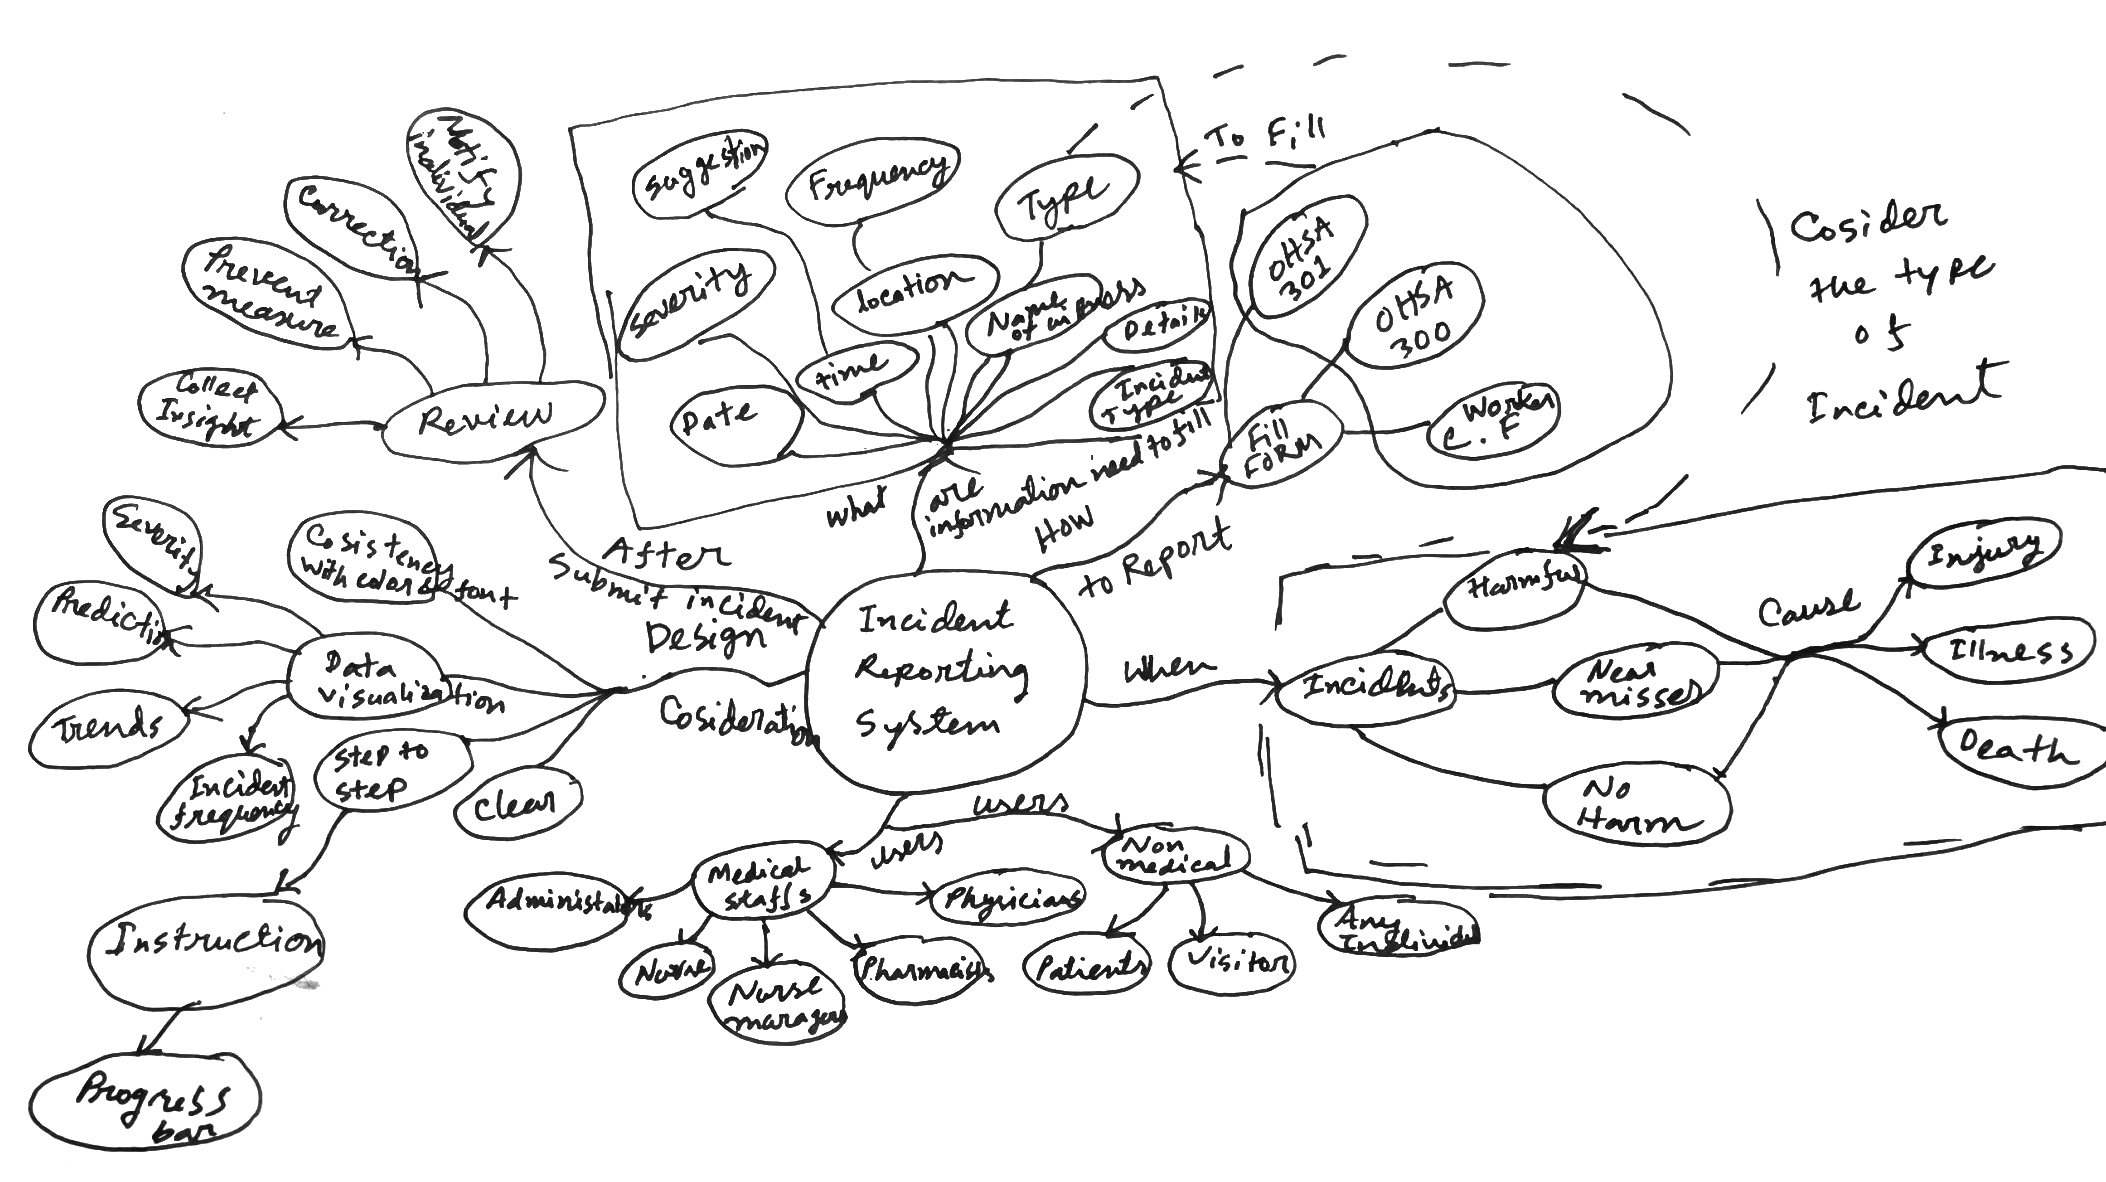 Notify
individual
Correction
Prevent
measure
Collect
Insight
Review
Suggestion
Frequency
Type
Severity
location
Name
of
Details
time
Date
Incident
Type
To Fill
OHSA
301
OHSA
300
Worker
C. F
Fill
FORM
Cosider
the type
of
Incident
what
are
information need to fill
How
to Report
After
Submit incident
Design
Cosideration
Severity
Cosistency
with color & font
Prediction
Data
visualization
Trends
Incident
frequency
step to
step
clear
Instruction
Progress
bar
Incident
Reporting
System
when
Incidents
Harmful
Near
misses
No
Harm
Cause
Injury
Illness
Death
users
users
Medical
staffs
Non
medical
Administators
Nurse
Nurse
managers
Pharmacists
Physicians
Patients
Visitor
Any